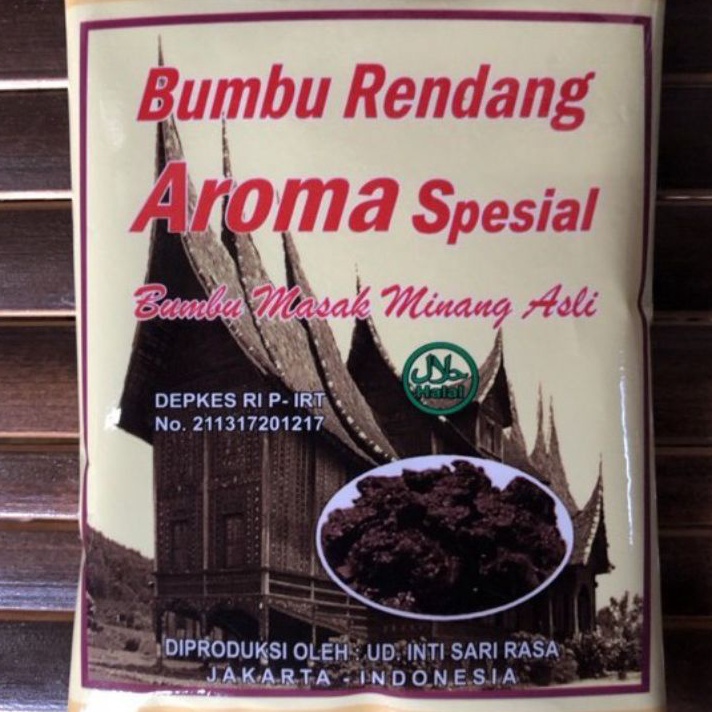 Bumbu Rendang
Aroma Spesial
Bumbu Masak Minang Asli
حلال
Halal
DEPKES RI P- IRT
No. 211317201217
DIPRODUKSI OLEH : UD. INTI SARI RASA
JAKARTA - INDONESIA